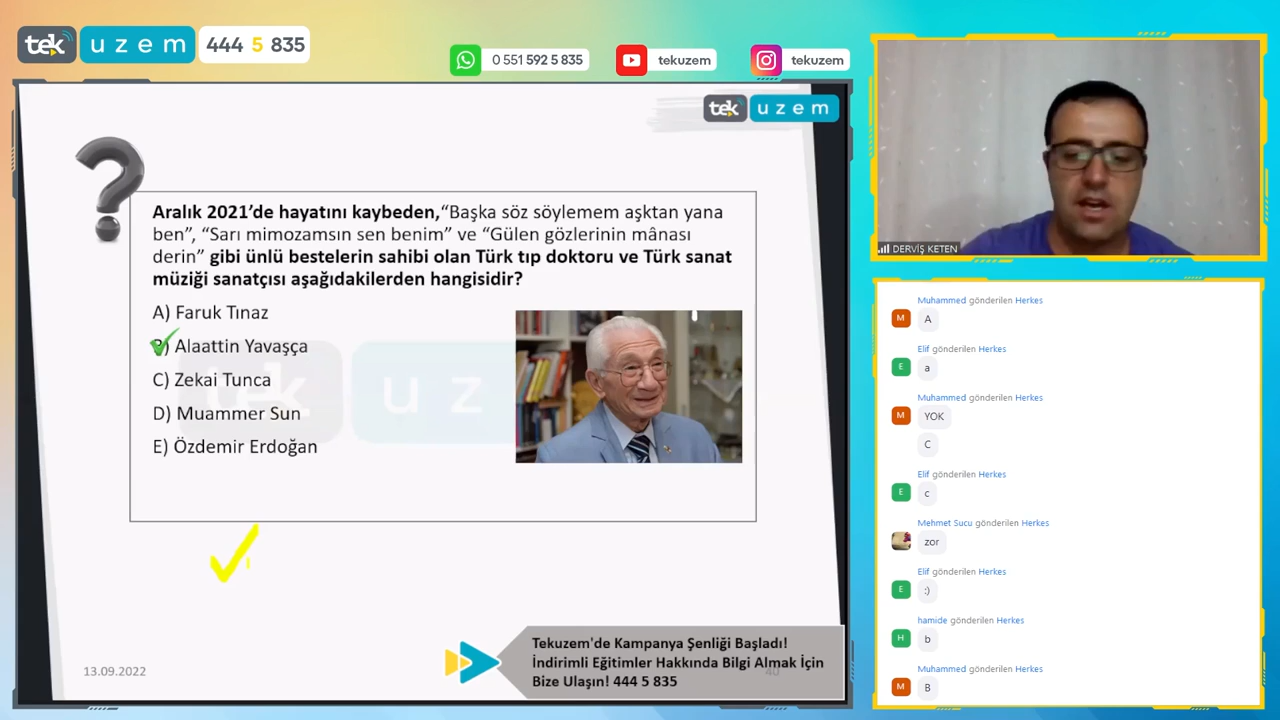 tek uzem 444 5 835
0 551 592 5 835
tekuzem
tekuzem
tek uzem
Aralık 2021’de hayatını kaybeden,“Başka söz söylemem aşktan yana
ben”, “Sarı mimozamsın sen benim” ve “Gülen gözlerinin mânası
derin” gibi ünlü bestelerin sahibi olan Türk tıp doktoru ve Türk sanat
müziği sanatçısı aşağıdakilerden hangisidir?
A) Faruk Tınaz
B) Alaattin Yavaşça
C) Zekai Tunca
D) Muammer Sun
E) Özdemir Erdoğan
tek uz
13.09.2022
40
Tekuzem'de Kampanya Şenliği Başladı!
İndirimli Eğitimler Hakkında Bilgi Almak İçin
Bize Ulaşın! 444 5 835
DERVİŞ KETEN
Muhammed gönderilen Herkes
M
A
Elif gönderilen Herkes
E
a
Muhammed gönderilen Herkes
M
YOK
C
Elif gönderilen Herkes
E
c
Mehmet Sucu gönderilen Herkes
zor
Elif gönderilen Herkes
E
:)
hamide gönderilen Herkes
H
b
Muhammed gönderilen Herkes
M
B